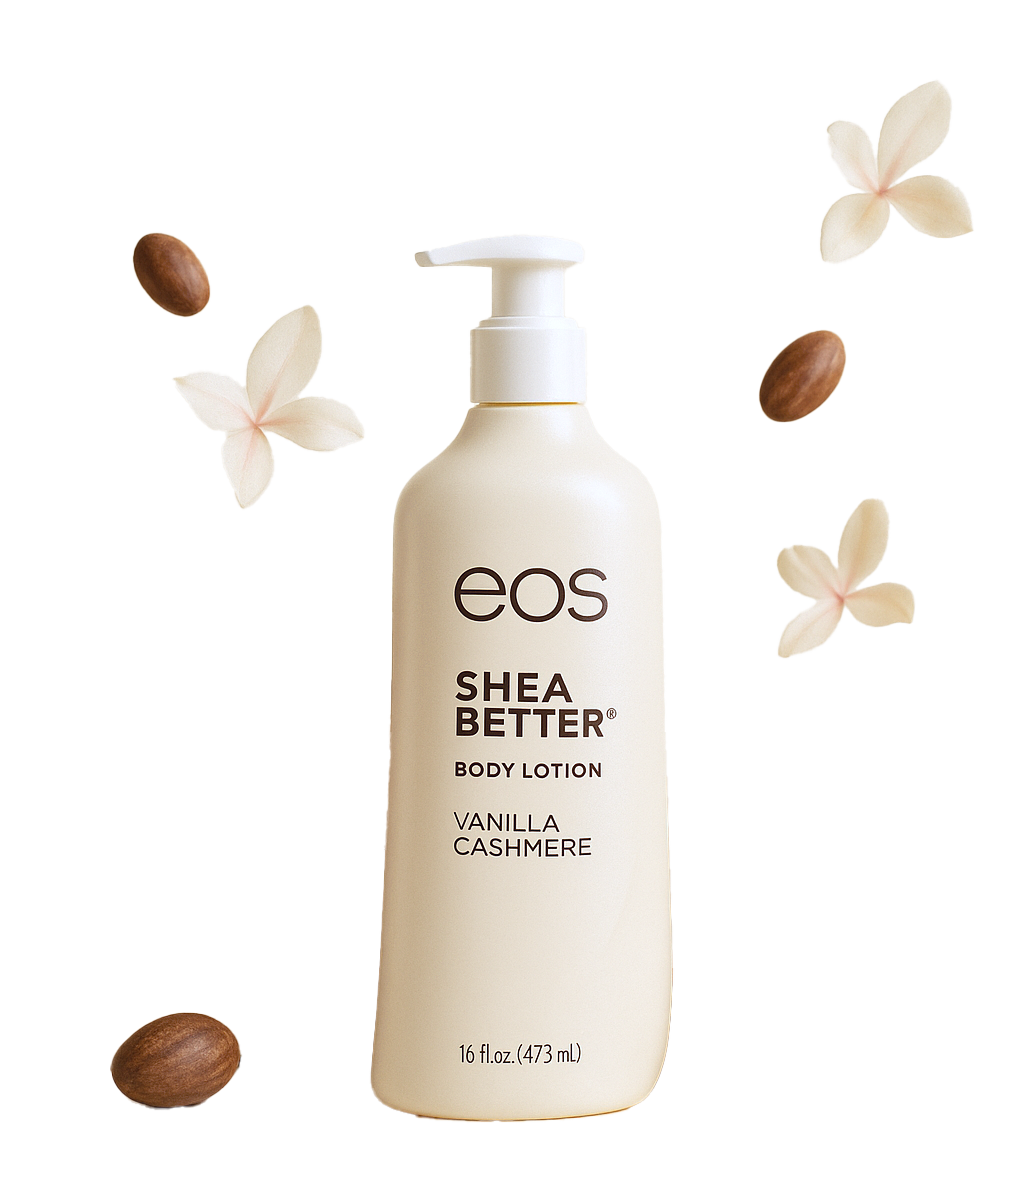 eos
SHEA
BETTER®
BODY LOTION
VANILLA
CASHMERE
16 fl.oz.(473 mL)